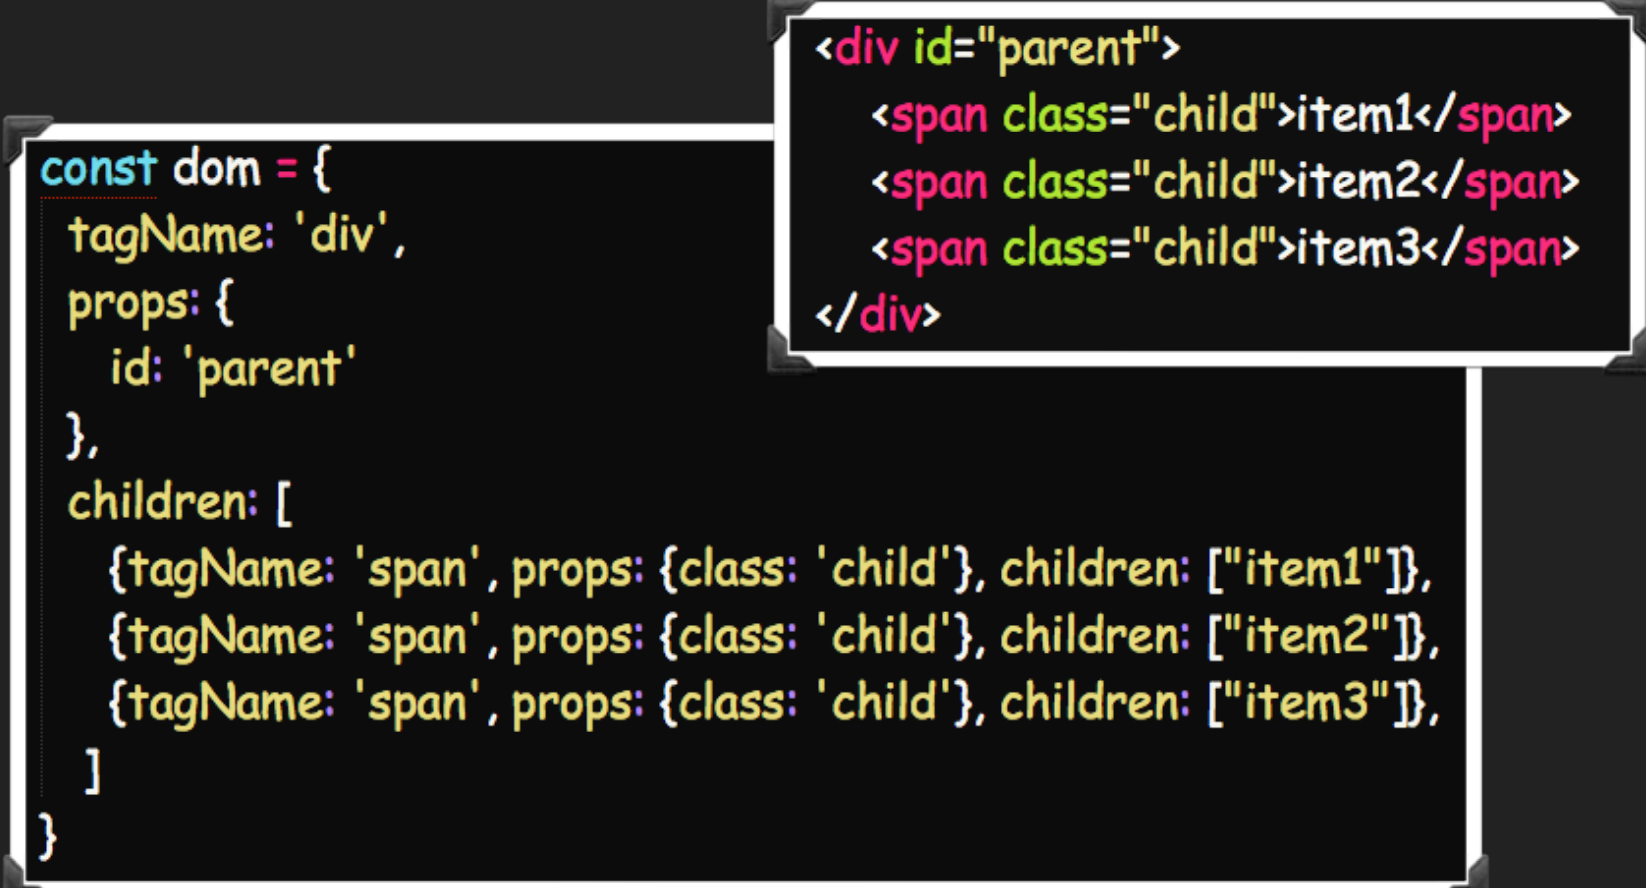 <div id="parent">
<span class="child">item1</span>
<span class="child">item2</span>
<span class="child">item3</span>
</div>
const dom = {
tagName: 'div',
props: {
id: 'parent'
},
children: [
{tagName: 'span', props: {class: 'child'}, children: ["item1"]},
{tagName: 'span', props: {class: 'child'}, children: ["item2"]},
{tagName: 'span', props: {class: 'child'}, children: ["item3"]},
]
}